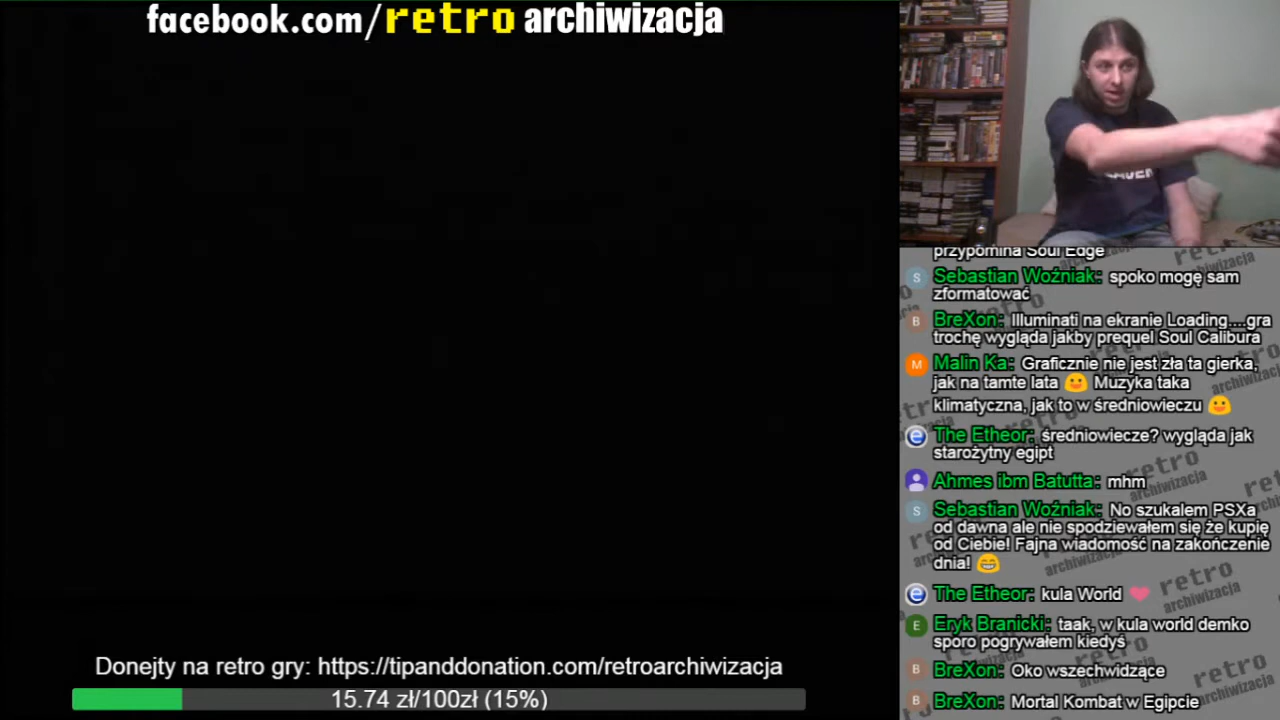 facebook.com/retro archiwizacja
przypomina Soul Edge
Sebastian Woźniak: spoko mogę sam
zformatować
BreXon: Illuminati na ekranie Loading....gra
trochę wygląda jakby prequel Soul Calibura
Malin Ka: Graficznie nie jest zła ta gierka,
jak na tamte lata 😛 Muzyka taka
klimatyczna, jak to w średniowieczu 😛
The Etheor: średniowiecze? wygląda jak
starożytny egipt
Ahmes ibm Batutta: mhm
Sebastian Woźniak: No szukalem PSXa
od dawna ale nie spodziewałem się że kupię
od Ciebie! Fajna wiadomość na zakończenie
dnia! 😁
The Etheor: kula World ❤
Eryk Branicki: taak, w kula world demko
sporo pogrywałem kiedyś
BreXon: Oko wszechwidzące
BreXon: Mortal Kombat w Egipcie
Donejty na retro gry: https://tipanddonation.com/retroarchiwizacja
15.74 zł/100zł (15%)